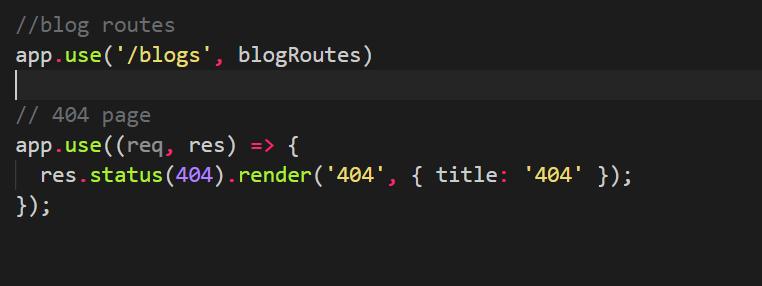 //blog routes
app.use('/blogs', blogRoutes)
// 404 page
app.use((req, res) => {
  res.status(404).render('404', { title: '404' });
});